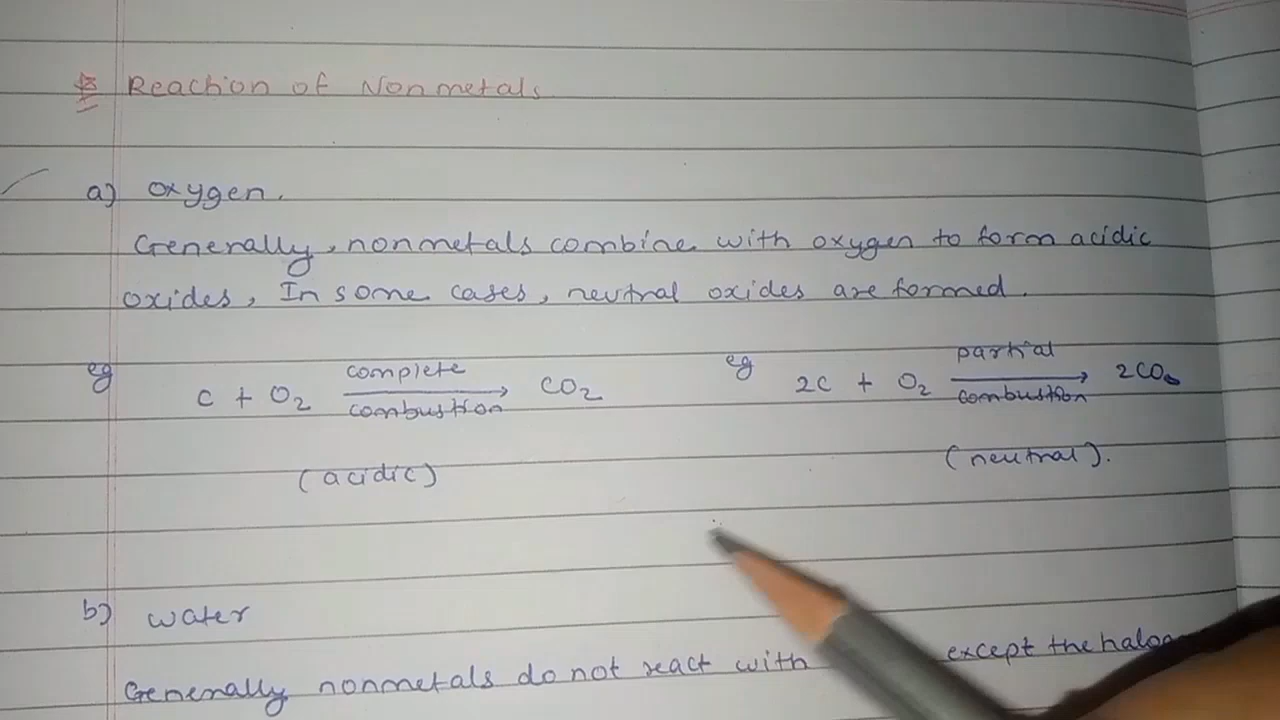 Reaction of Nonmetals
a) oxygen.
Generally, nonmetals combine with oxygen to form acidic
oxides, In some cases, neutral oxides are formed.
eg C + O₂ complete combustion → CO₂ eg 2C + O₂ partial combustion → 2CO
(acidic) (neutral).
b) water
Generally nonmetals do not react with except the